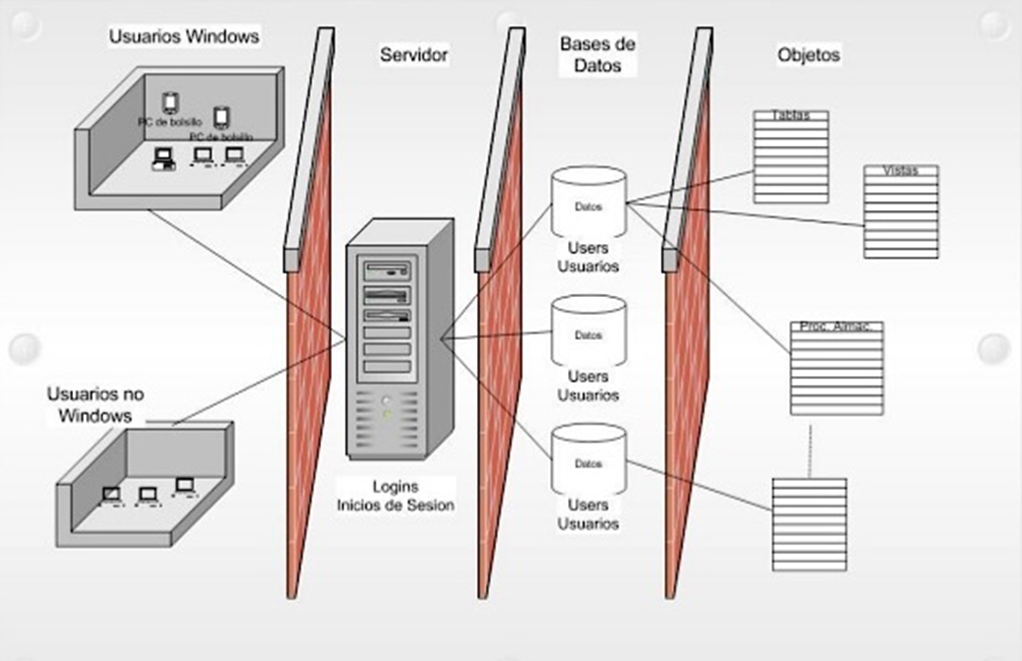 Usuarios Windows
PC de bolsillo
PC de bolsillo
Usuarios no
Windows
Servidor
Logins
Inicios de Sesion
Bases de
Datos
Datos
Users
Usuarios
Datos
Users
Usuarios
Datos
Users
Usuarios
Objetos
Tablas
Vistas
Proc. Almac.